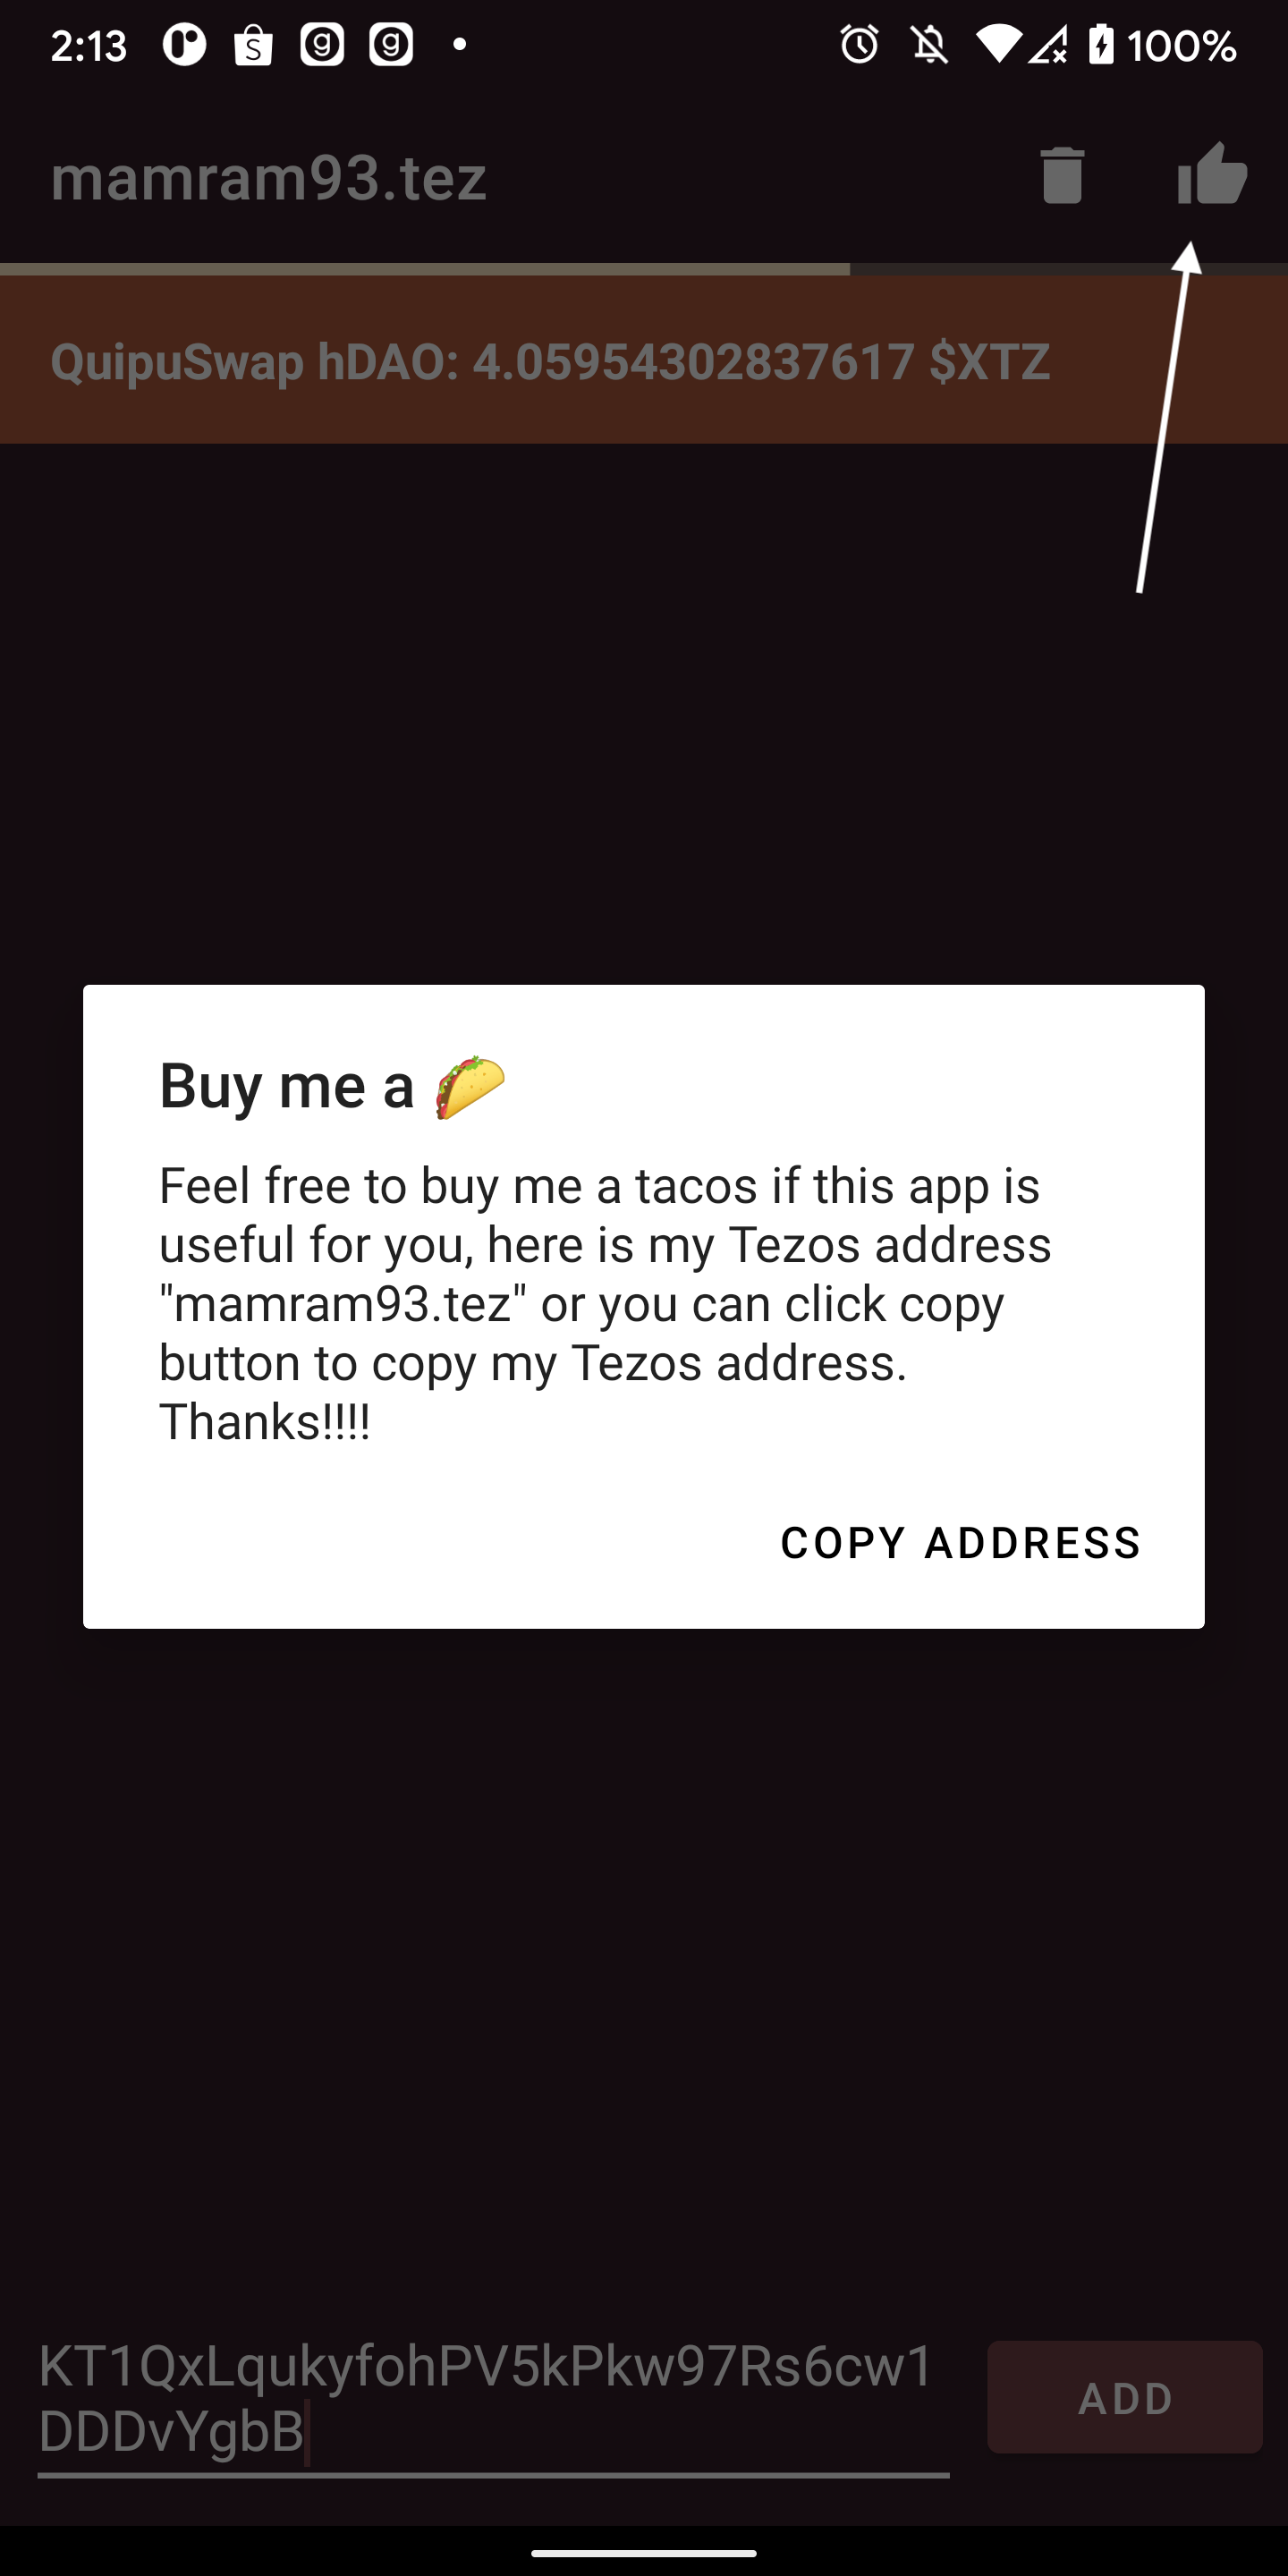 2:13
100%
mamram93.tez
QuipuSwap hDAO: 4.05954302837617 $XTZ
Buy me a 🌮
Feel free to buy me a tacos if this app is
useful for you, here is my Tezos address
"mamram93.tez" or you can click copy
button to copy my Tezos address.
Thanks!!!!
COPY ADDRESS
KT1QxLqukyfohPV5kPkw97Rs6cw1
DDDvYgbB
ADD